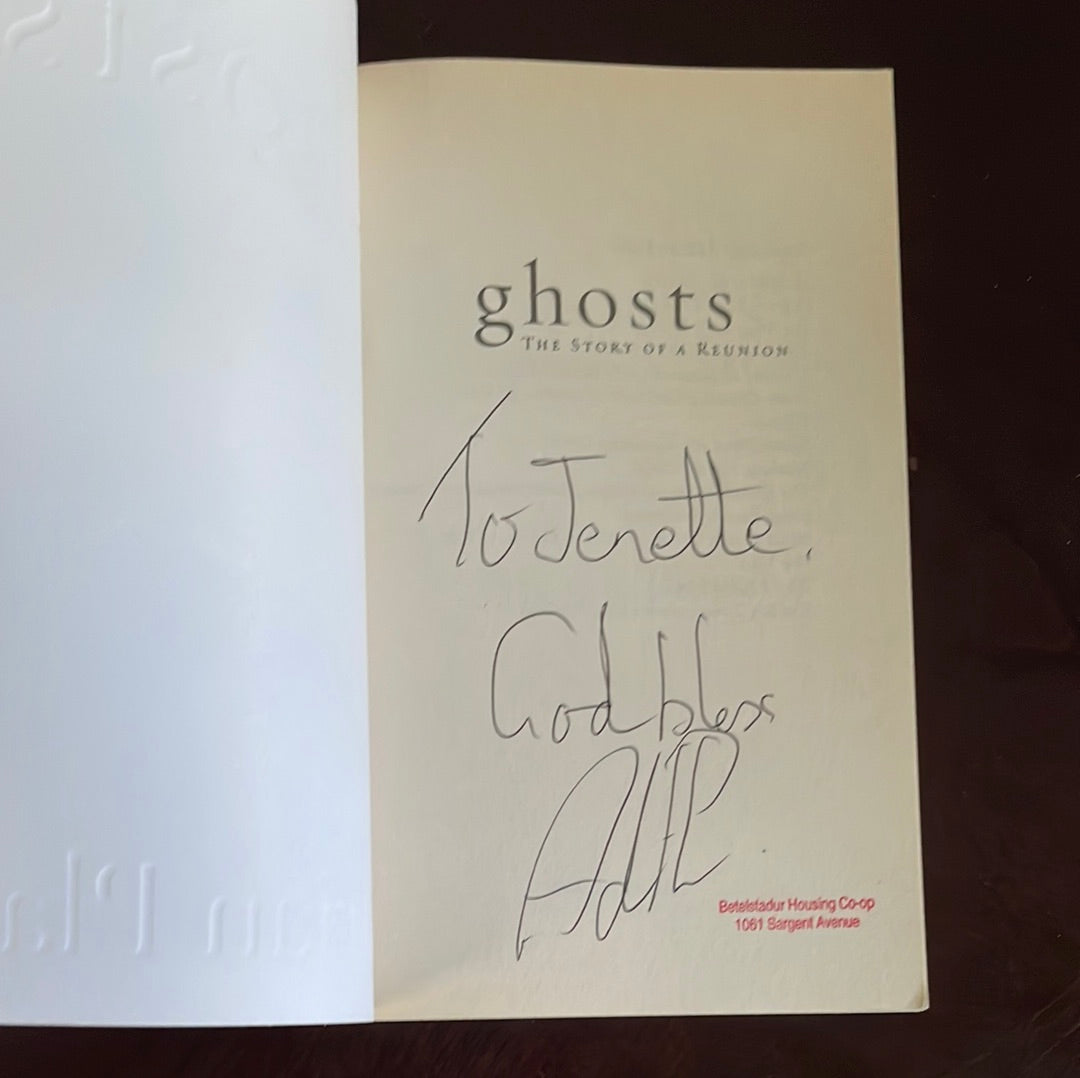 ghosts
THE STORY OF A REUNION
To Jenette,
God bless
Betelstadur Housing Co-op
1061 Sargent Avenue